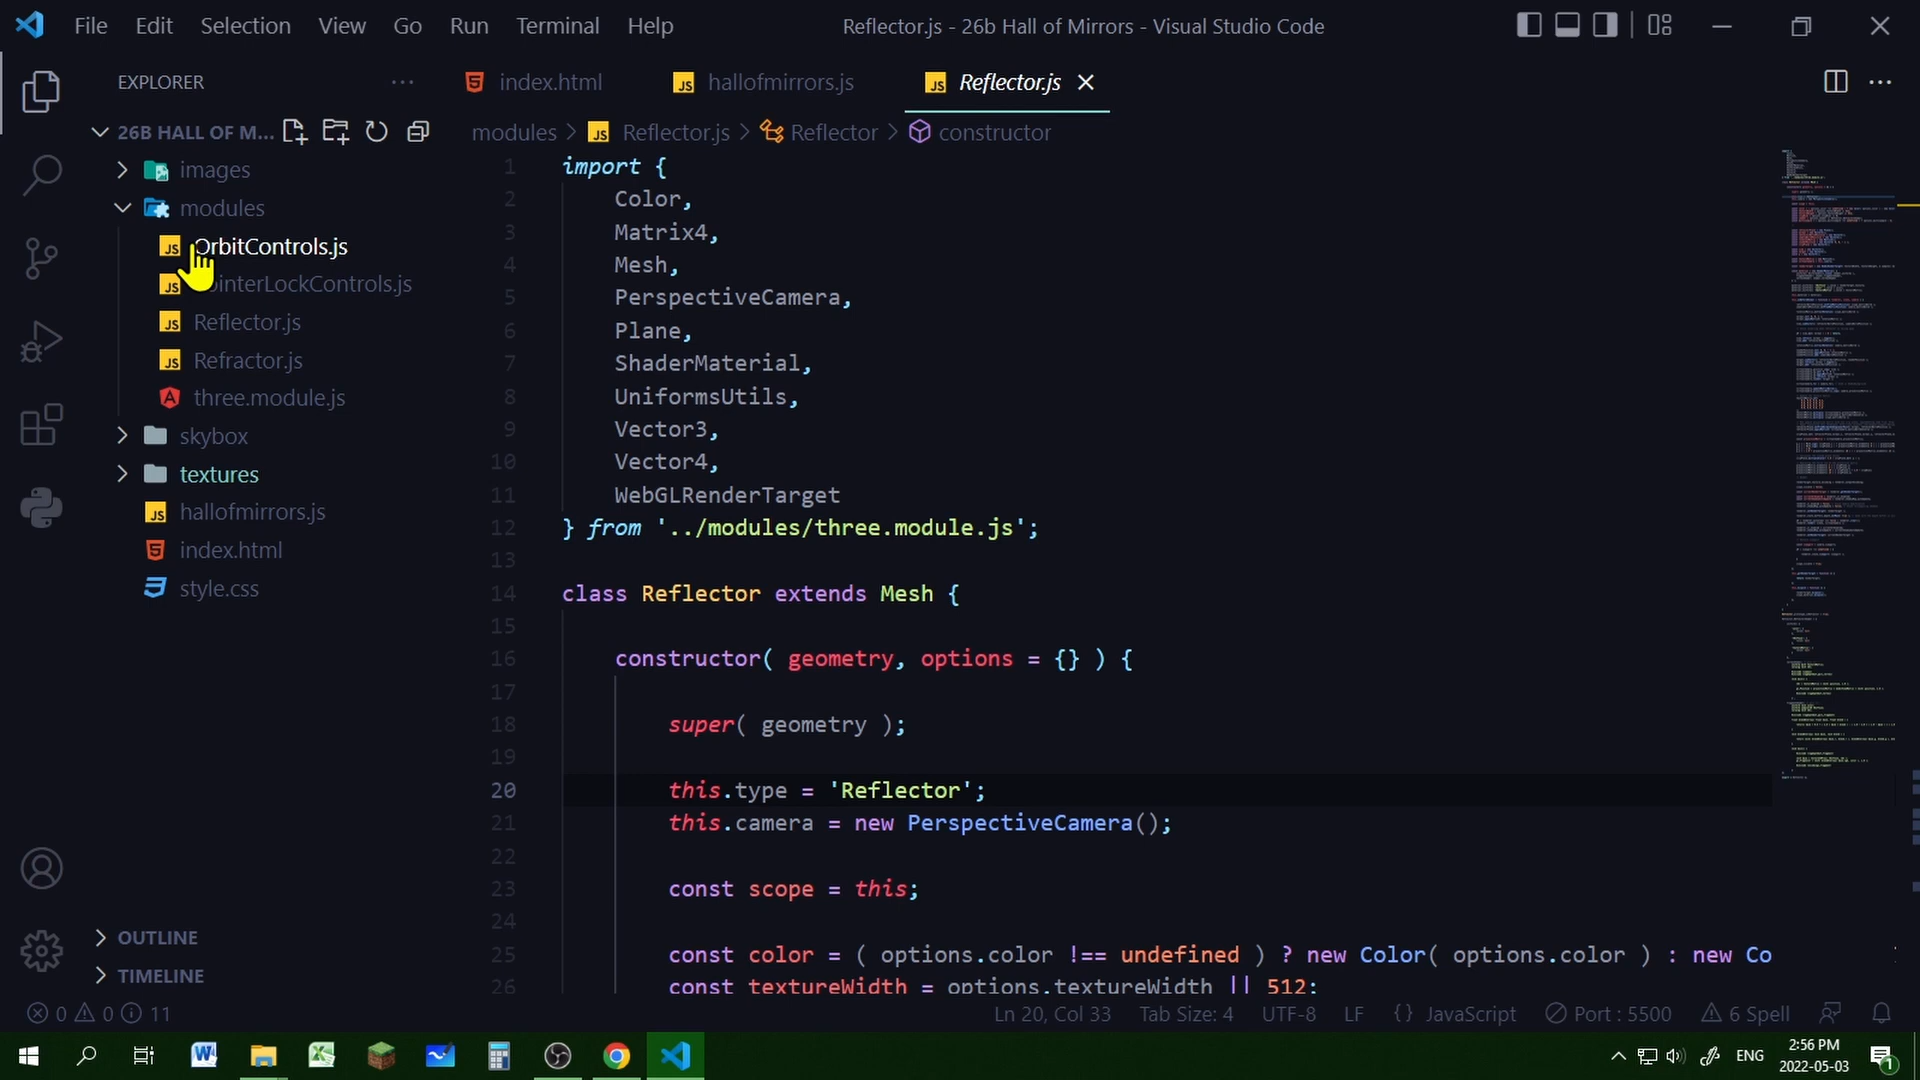 File Edit Selection View Go Run Terminal Help
Reflector.js - 26b Hall of Mirrors - Visual Studio Code
EXPLORER
26B HALL OF M...
images
modules
OrbitControls.js
interLockControls.js
Reflector.js
Refractor.js
three.module.js
skybox
textures
hallofmirrors.js
index.html
style.css
OUTLINE
TIMELINE
index.html hallofmirrors.js Reflector.js
modules > Reflector.js > Reflector > constructor
1 import {
2 Color,
3 Matrix4,
4 Mesh,
5 PerspectiveCamera,
6 Plane,
7 ShaderMaterial,
8 UniformsUtils,
9 Vector3,
10 Vector4,
11 WebGLRenderTarget
12 } from '../modules/three.module.js';
13
14 class Reflector extends Mesh {
15
16 constructor( geometry, options = {} ) {
17
18 super( geometry );
19
20 this.type = 'Reflector';
21 this.camera = new PerspectiveCamera();
22
23 const scope = this;
24
25 const color = ( options.color !== undefined ) ? new Color( options.color ) : new Co
26 const textureWidth = options.textureWidth || 512;
0 0 11
Ln 20, Col 33 Tab Size: 4 UTF-8 LF {} JavaScript Port : 5500 6 Spell
ENG
2:56 PM
2022-05-03
1